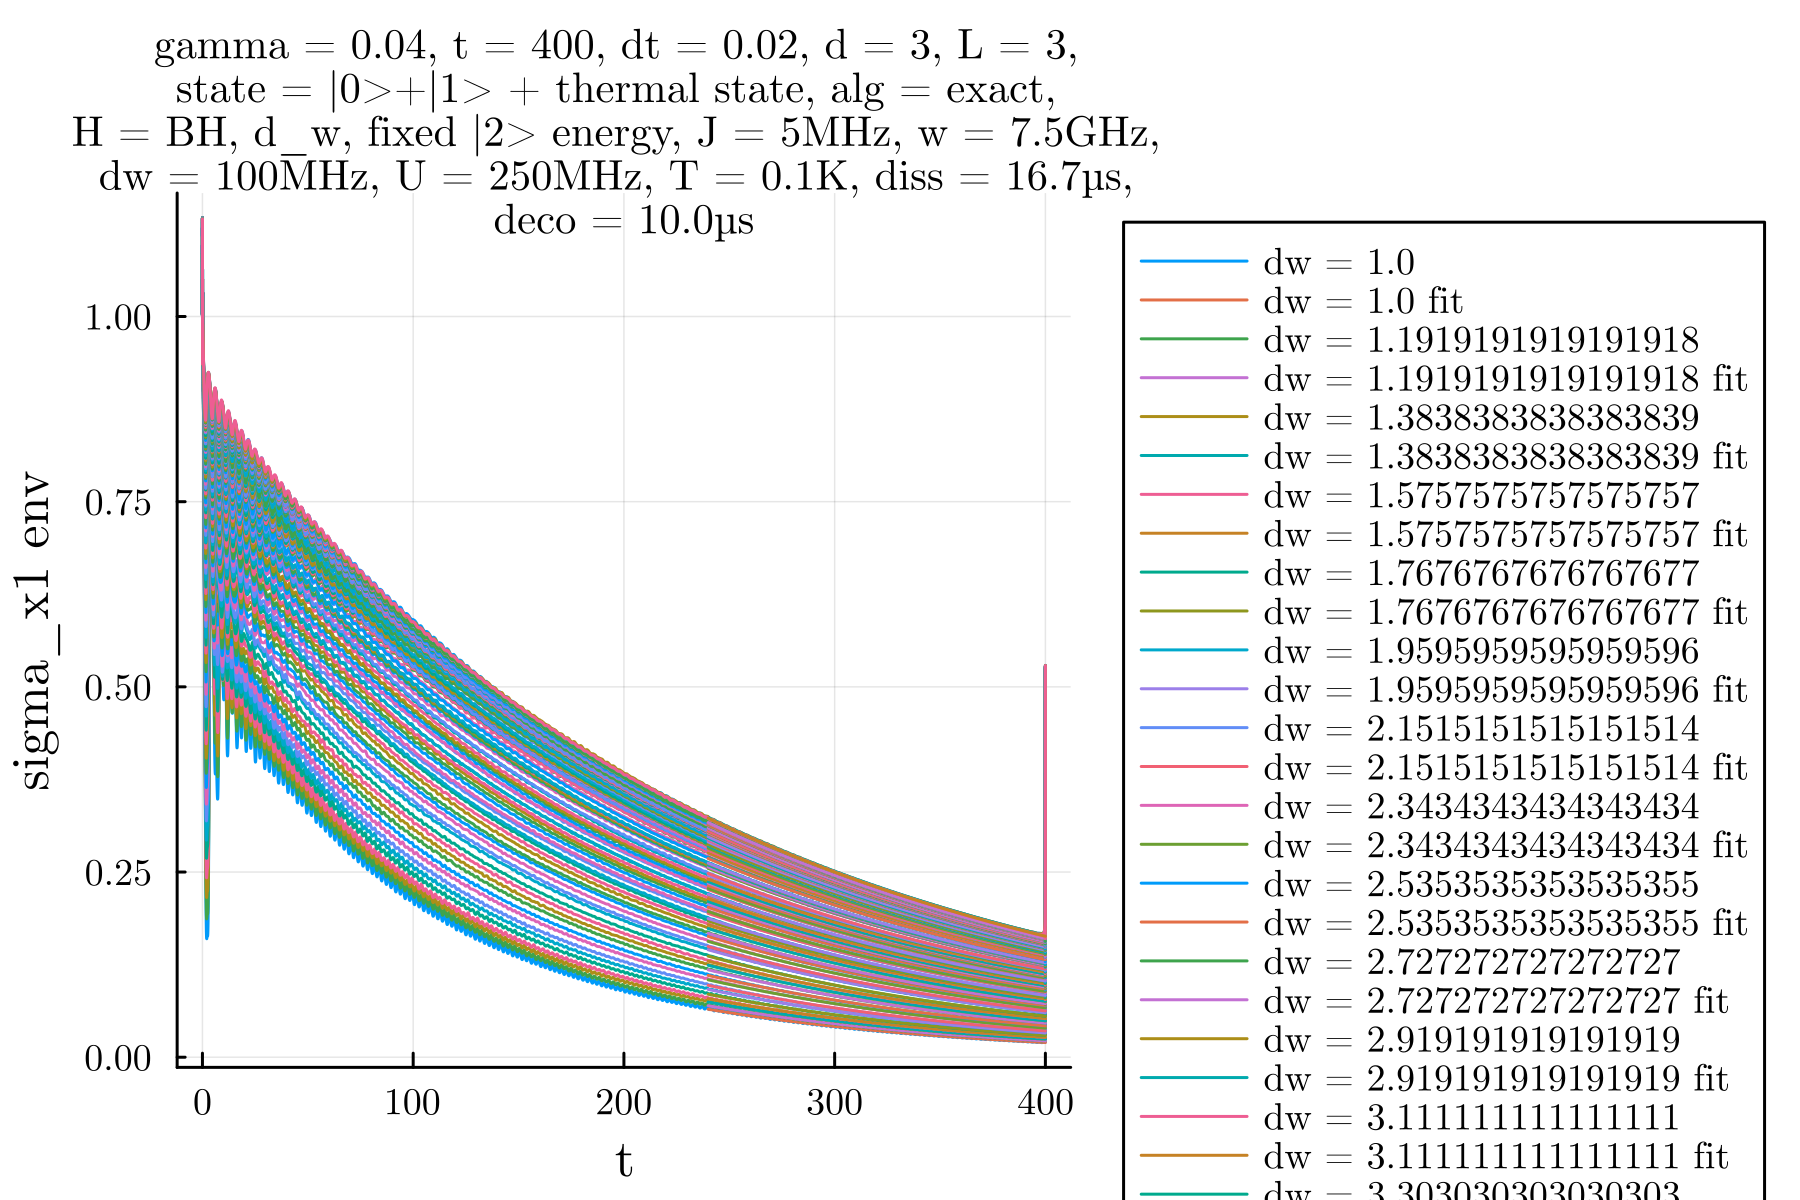 gamma = 0.04, t = 400, dt = 0.02, d = 3, L = 3,
state = |0>+|1> + thermal state, alg = exact,
H = BH, d_w, fixed |2> energy, J = 5MHz, w = 7.5GHz,
dw = 100MHz, U = 250MHz, T = 0.1K, diss = 16.7µs,
deco = 10.0µs
sigma_x1 env
1.00
0.75
0.50
0.25
0.00
0
100
200
300
400
t
dw = 1.0
dw = 1.0 fit
dw = 1.1919191919191918
dw = 1.1919191919191918 fit
dw = 1.3838383838383839
dw = 1.3838383838383839 fit
dw = 1.5757575757575757
dw = 1.5757575757575757 fit
dw = 1.7676767676767677
dw = 1.7676767676767677 fit
dw = 1.9595959595959596
dw = 1.9595959595959596 fit
dw = 2.1515151515151514
dw = 2.1515151515151514 fit
dw = 2.3434343434343434
dw = 2.3434343434343434 fit
dw = 2.5353535353535355
dw = 2.5353535353535355 fit
dw = 2.727272727272727
dw = 2.727272727272727 fit
dw = 2.919191919191919
dw = 2.919191919191919 fit
dw = 3.111111111111111
dw = 3.111111111111111 fit
dw = 3.303030303030303